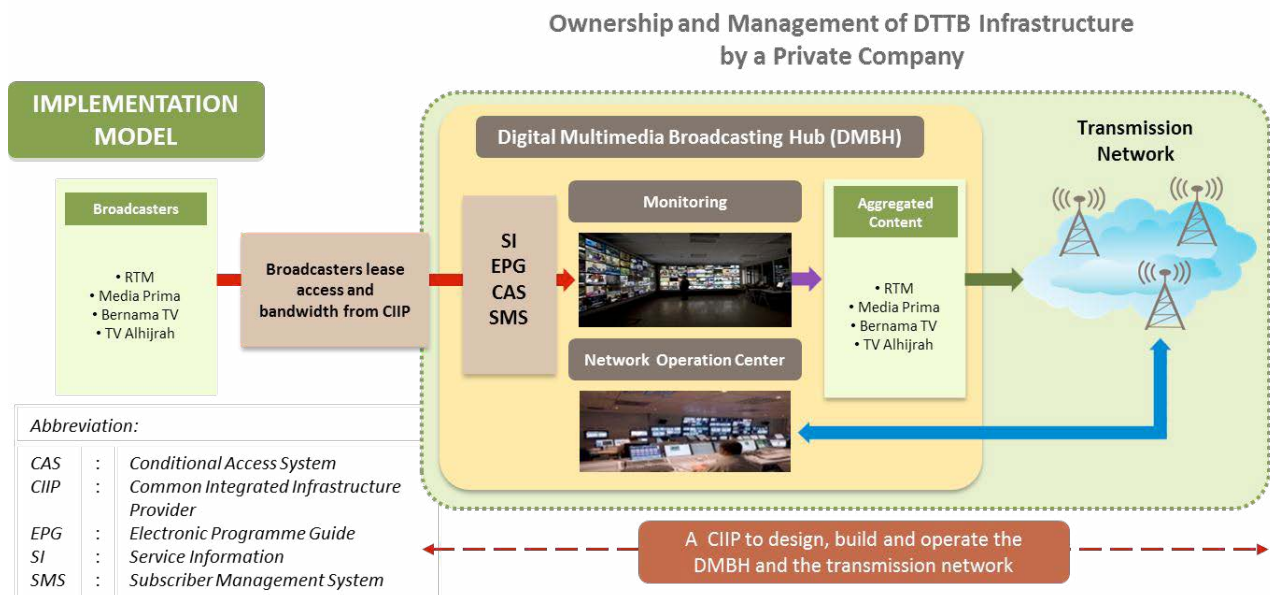 Ownership and Management of DTTB Infrastructure
by a Private Company
IMPLEMENTATION
MODEL
Broadcasters
• RTM
• Media Prima
• Bernama TV
• TV Alhijrah
Broadcasters lease
access and
bandwidth from CIIP
Digital Multimedia Broadcasting Hub (DMBH)
SI
EPG
CAS
SMS
Monitoring
Network Operation Center
Aggregated
Content
• RTM
• Media Prima
• Bernama TV
• TV Alhijrah
Transmission
Network
Abbreviation:
CAS : Conditional Access System
CIIP : Common Integrated Infrastructure
Provider
EPG : Electronic Programme Guide
SI : Service Information
SMS : Subscriber Management System
A CIIP to design, build and operate the
DMBH and the transmission network